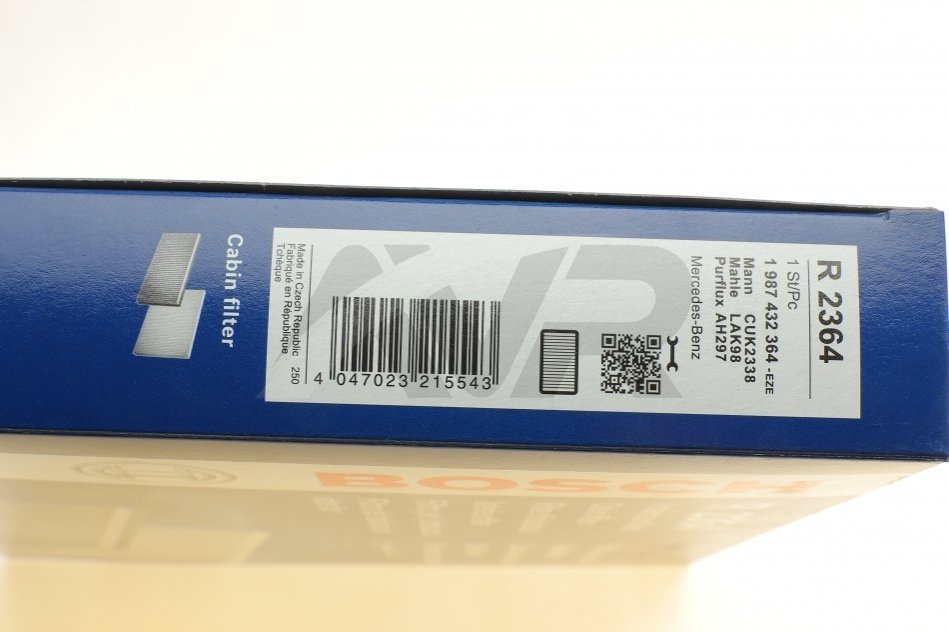 R 2364
1 St/Pc
1 987 432 364 -EZE
Mann CUK2338
Mahle LAK98
Purflux AH297
Mercedes-Benz
Made in Czech Republic 250
Fabriqué en République
Tchèque
4 047023 215543
Cabin filter
BOSCH